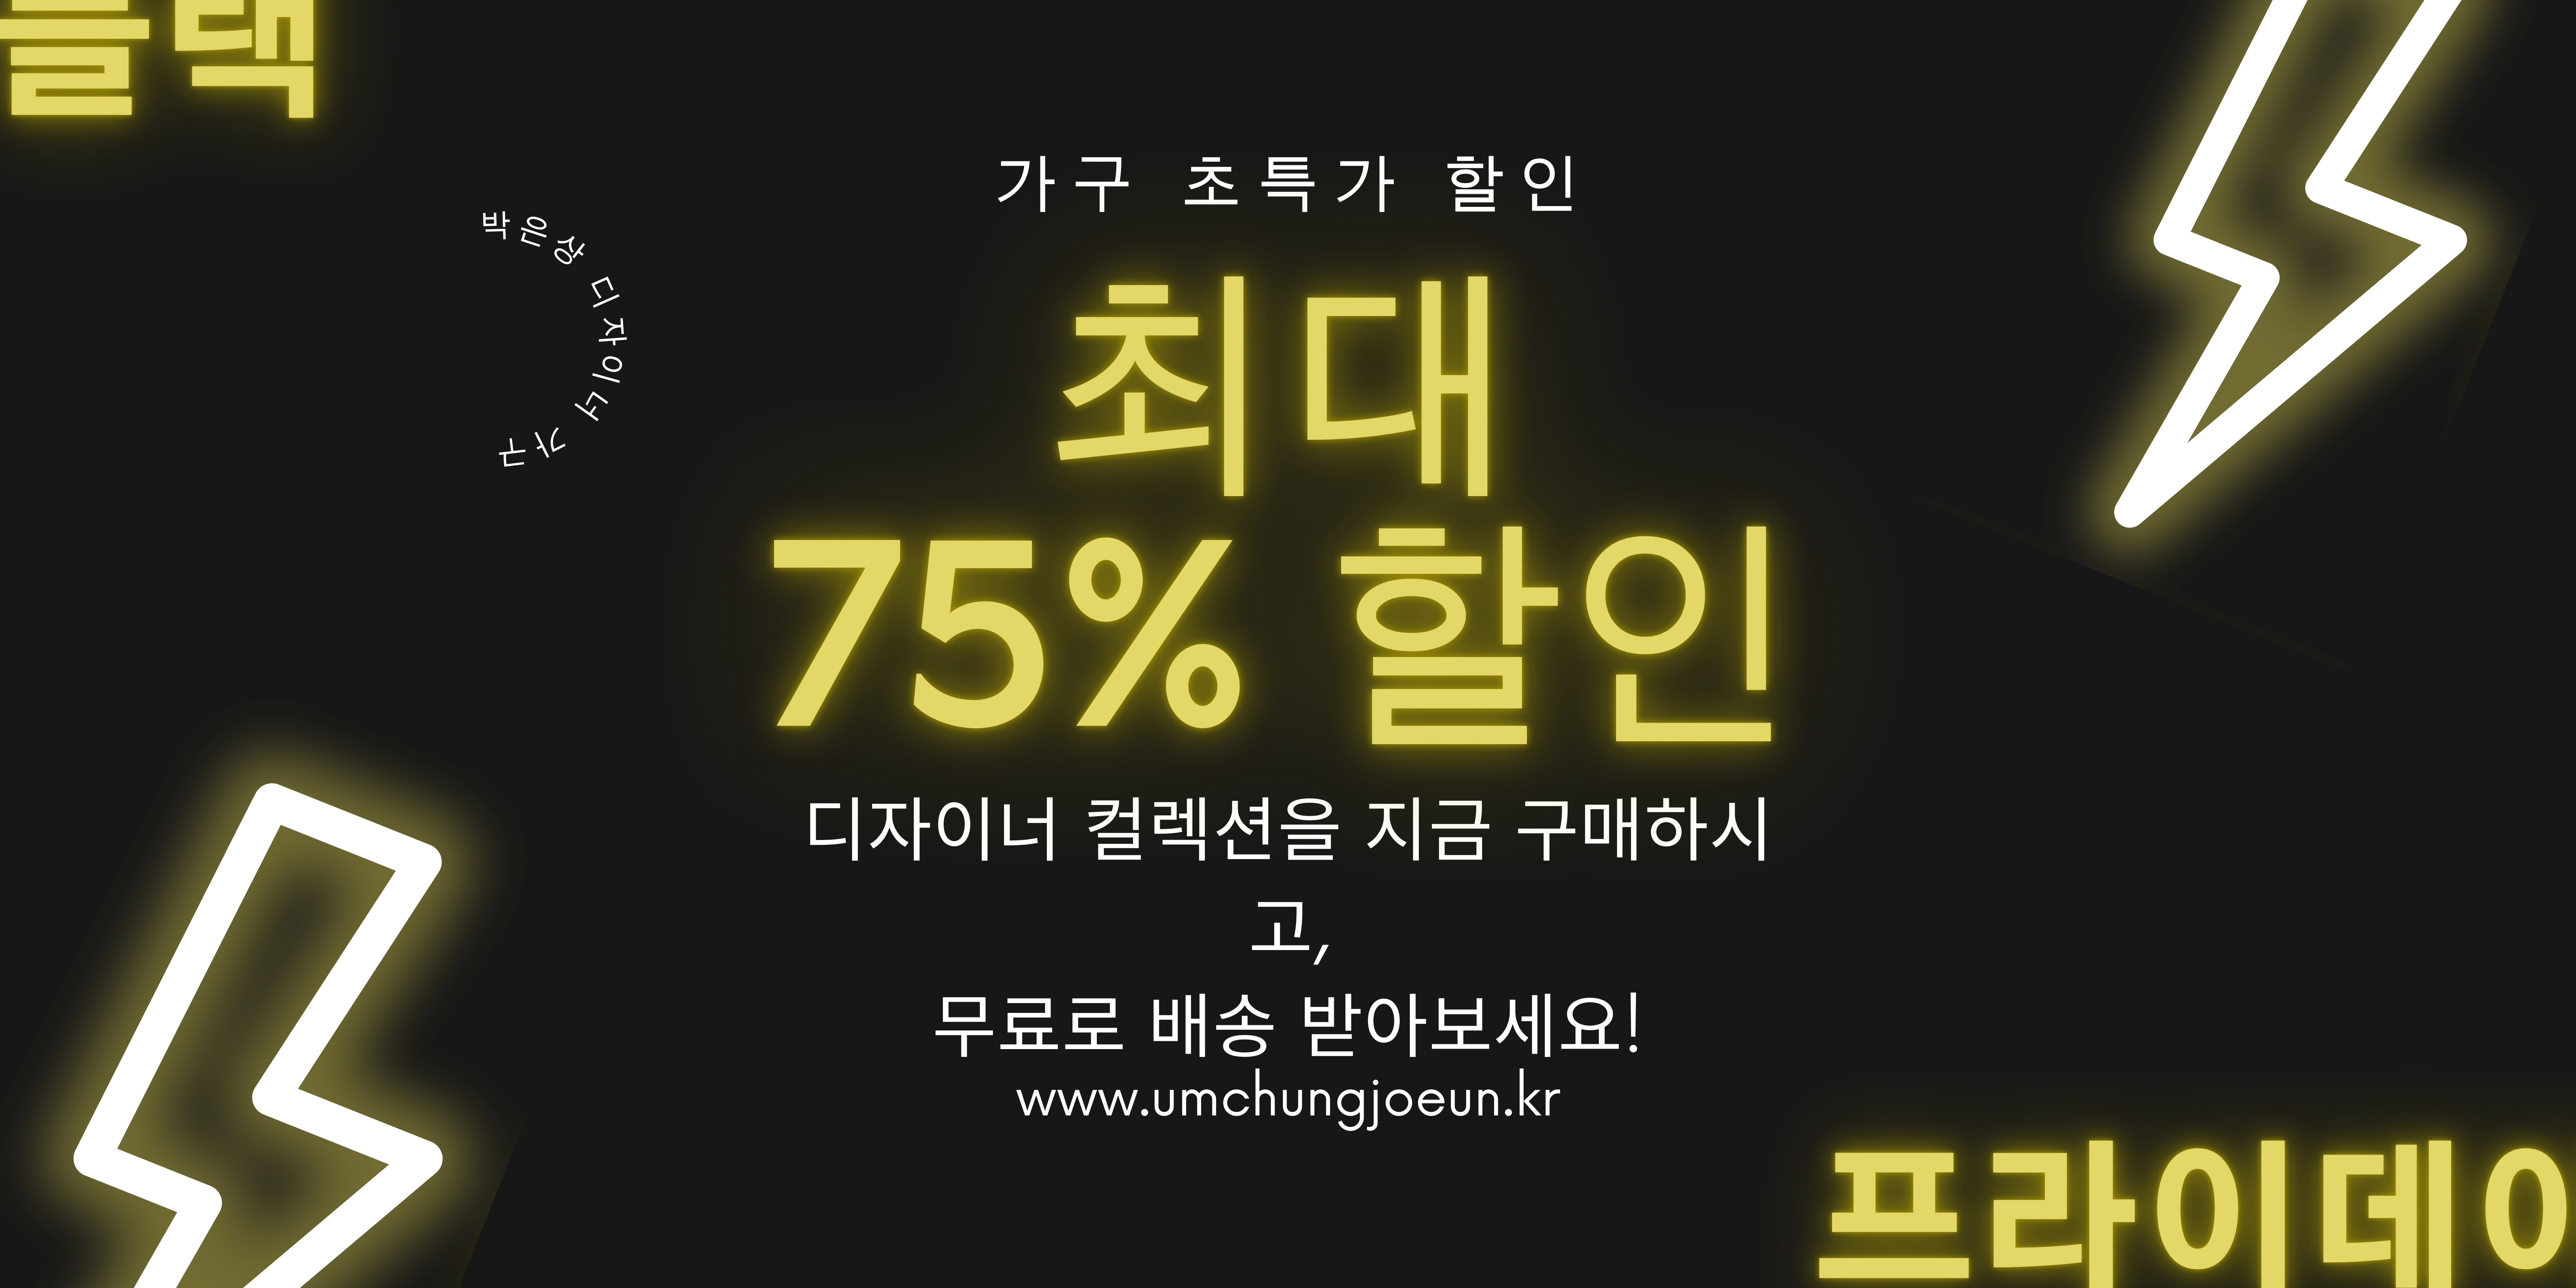 블랙
가구 초특가 할인
박은상 디자이너 가구
최대
75% 할인
디자이너 컬렉션을 지금 구매하시
고,
무료로 배송 받아보세요!
www.umchungjoeun.kr
프라이데이